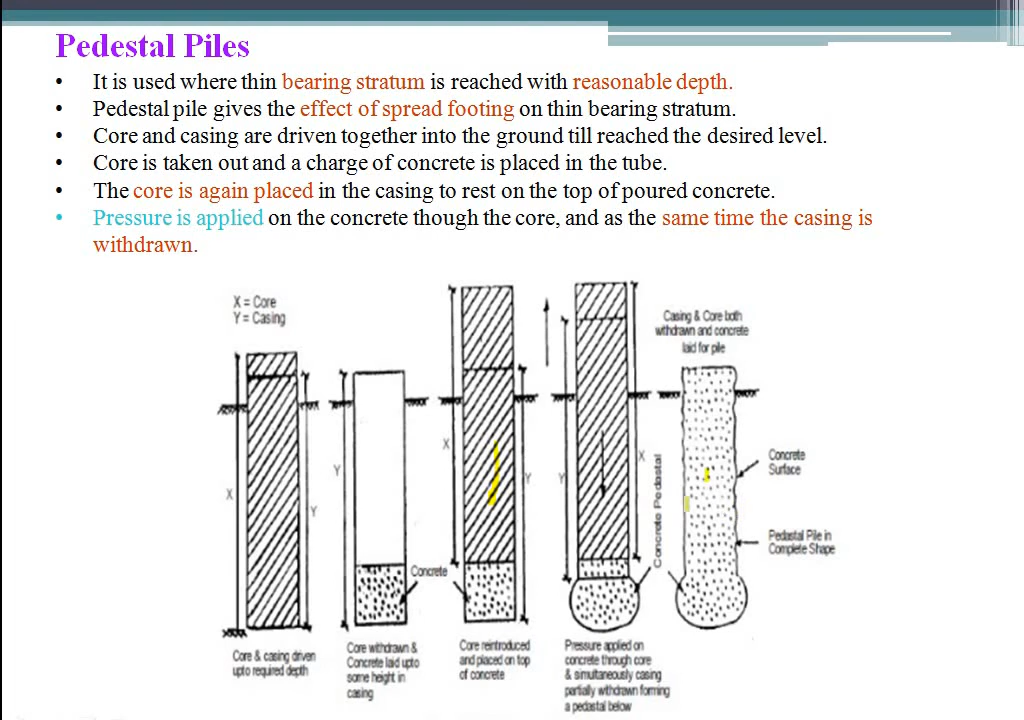 Pedestal Piles
• It is used where thin bearing stratum is reached with reasonable depth.
• Pedestal pile gives the effect of spread footing on thin bearing stratum.
• Core and casing are driven together into the ground till reached the desired level.
• Core is taken out and a charge of concrete is placed in the tube.
• The core is again placed in the casing to rest on the top of poured concrete.
• Pressure is applied on the concrete though the core, and as the same time the casing is
withdrawn.
X = Core
Y = Casing
Casing & Core both
withdrawn and concrete
laid for pile
X
Y
Y
X
Y
Y
X
Concrete
Concrete Pedastal
Concrete
Surface
Pedastal Pile in
Complete Shape
Core & casing driven
upto required depth
Core withdrawn &
Concrete laid upto
some height in
casing
Core reintroduced
and placed on top
of concrete
Pressure applied on
concrete through core
& simultaneously casing
partially withdrawn forming
a pedastal below